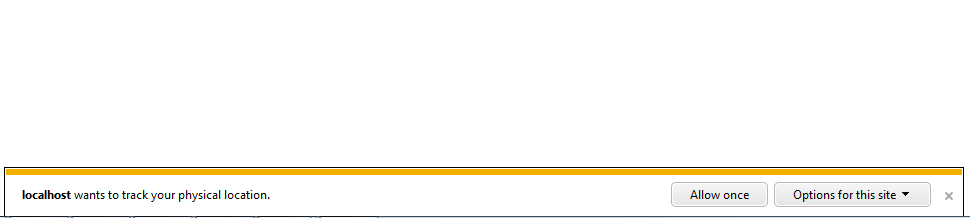 localhost wants to track your physical location.
Allow once
Options for this site